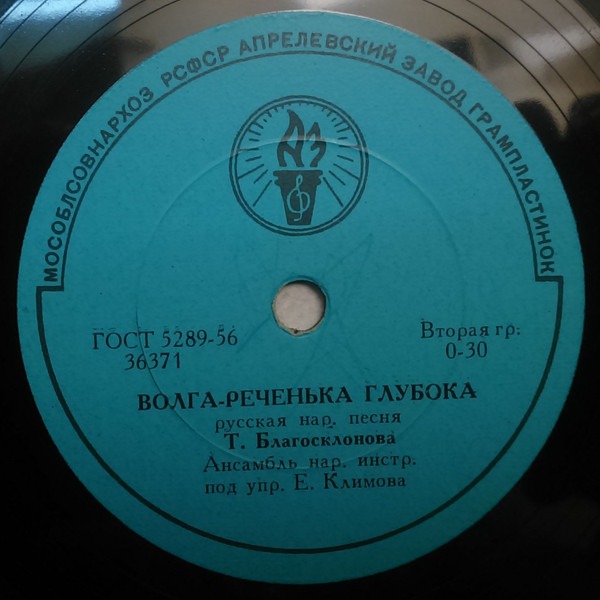 МОСОБЛСОВНАРХОЗ РСФСР АПРЕЛЕВСКИЙ ЗАВОД ГРАМПЛАСТИНОК
ГОСТ 5289-56
36371
Вторая гр:
0-30
ВОЛГА-РЕЧЕНЬКА ГЛУБОКА
русская нар. песня
Т. Благосклонова
Ансамбль нар. инстр.
под упр. Е. Климова